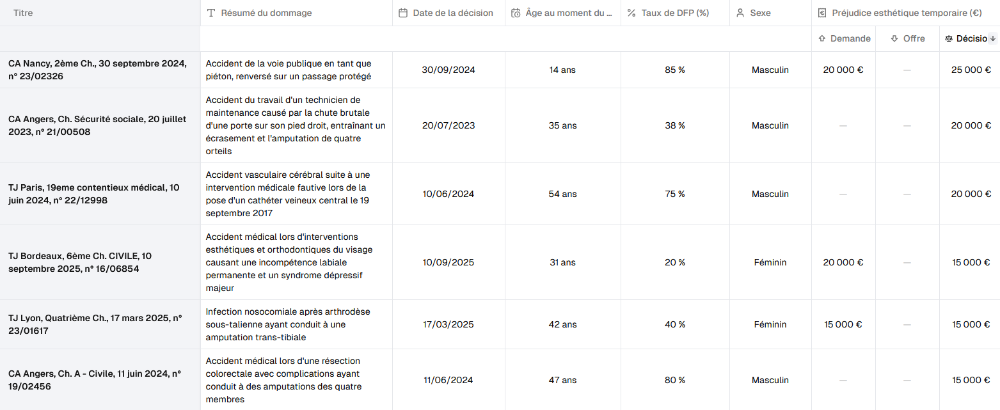 Titre
Résumé du dommage
Date de la décision
Âge au moment du ...
Taux de DFP (%)
Sexe
Préjudice esthétique temporaire (€)
Demande
Offre
Décisio
CA Nancy, 2ème Ch., 30 septembre 2024,
n° 23/02326
Accident de la voie publique en tant que
piéton, renversé sur un passage protégé
30/09/2024
14 ans
85 %
Masculin
20 000 €
—
25 000 €
CA Angers, Ch. Sécurité sociale, 20 juillet
2023, n° 21/00508
Accident du travail d'un technicien de
maintenance causé par la chute brutale
d'une porte sur son pied droit, entraînant un
écrasement et l'amputation de quatre
orteils
20/07/2023
35 ans
38 %
Masculin
—
—
20 000 €
TJ Paris, 19eme contentieux médical, 10
juin 2024, n° 22/12998
Accident vasculaire cérébral suite à une
intervention médicale fautive lors de la
pose d'un cathéter veineux central le 19
septembre 2017
10/06/2024
54 ans
75 %
Masculin
—
—
20 000 €
TJ Bordeaux, 6ème Ch. CIVILE, 10
septembre 2025, n° 16/06854
Accident médical lors d'interventions
esthétiques et orthodontiques du visage
causant une incompétence labiale
permanente et un syndrome dépressif
majeur
10/09/2025
31 ans
20 %
Féminin
20 000 €
—
15 000 €
TJ Lyon, Quatrième Ch., 17 mars 2025, n°
23/01617
Infection nosocomiale après arthrodèse
sous-talienne ayant conduit à une
amputation trans-tibiale
17/03/2025
42 ans
40 %
Féminin
15 000 €
—
15 000 €
CA Angers, Ch. A - Civile, 11 juin 2024, n°
19/02456
Accident médical lors d'une résection
colorectale avec complications ayant
conduit à des amputations des quatre
membres
11/06/2024
47 ans
80 %
Masculin
—
—
15 000 €